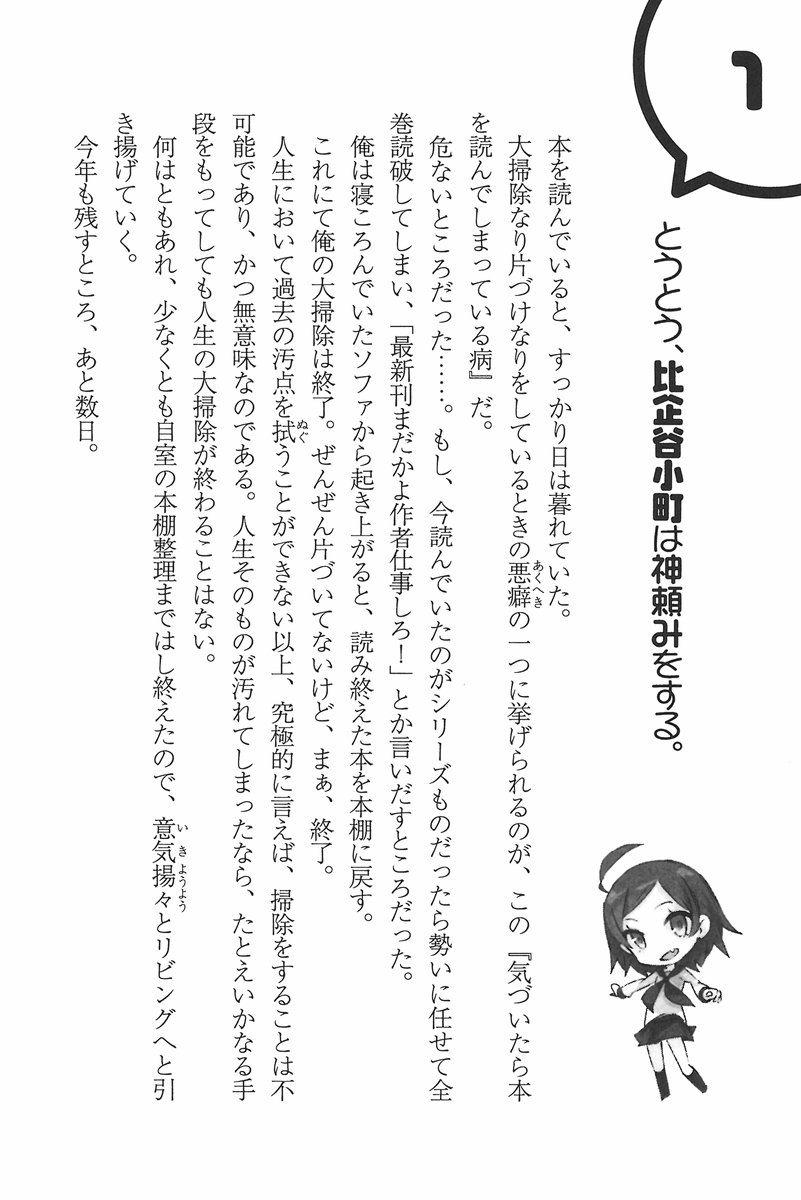 1
とうとう、比企谷小町は神頼みをする。
本を読んでいると、すっかり日は暮れていた。
大掃除なり片づけなりをしているときの悪癖の一つに挙げられるのが、この『気づいたら本
あくへき
を読んでしまっている病』だ。
危ないところだった……。もし、今読んでいたのがシリーズものだったら勢いに任せて全
巻読破してしまい、「最新刊まだかよ作者仕事しろ！」とか言いだすところだった。
俺は寝ころんでいたソファから起き上がると、読み終えた本を本棚に戻す。
これにて俺の大掃除は終了。ぜんぜん片づいてないけど、まぁ、終了。
人生において過去の汚点を拭うことができない以上、究極的に言えば、掃除をすることは不
ぬぐ
可能であり、かつ無意味なのである。人生そのものが汚れてしまったなら、たとえいかなる手
段をもってしても人生の大掃除が終わることはない。
何はともあれ、少なくとも自室の本棚整理まではし終えたので、意気揚々とリビングへと引
いきようよう
き揚げていく。
今年も残すところ、あと数日。